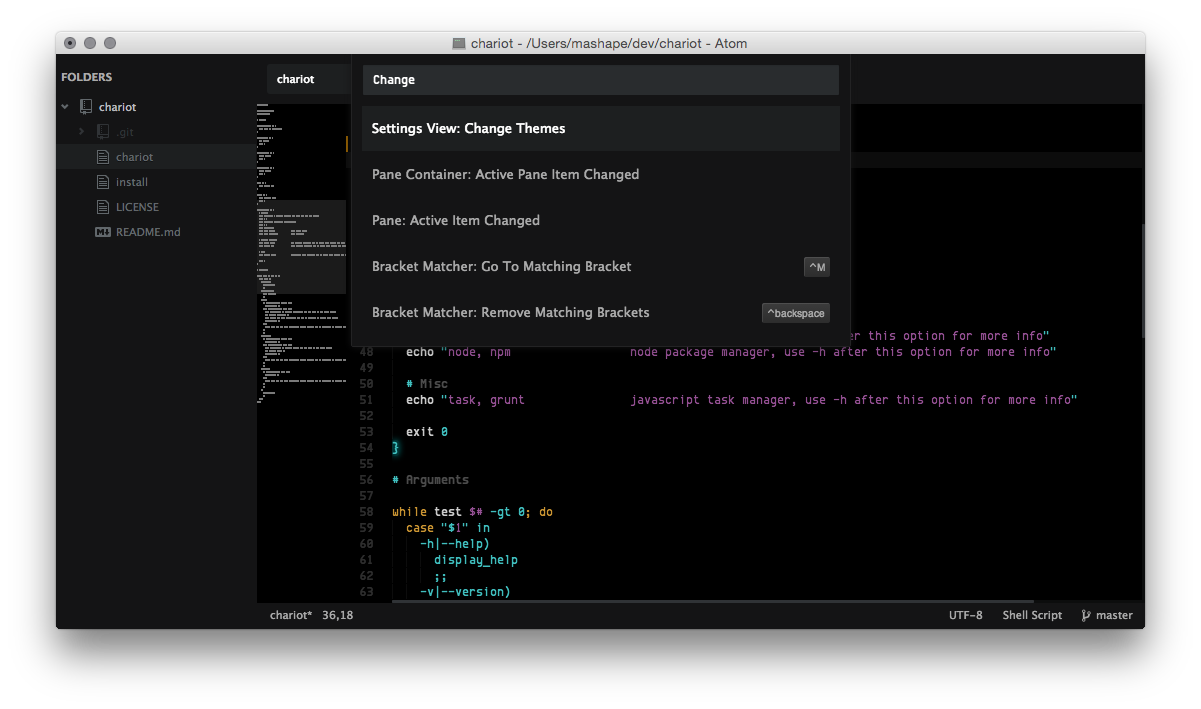 chariot - /Users/mashape/dev/chariot - Atom
FOLDERS
chariot
.git
chariot
install
LICENSE
README.md
chariot
Change
Settings View: Change Themes
Pane Container: Active Pane Item Changed
Pane: Active Item Changed
Bracket Matcher: Go To Matching Bracket ^M
Bracket Matcher: Remove Matching Brackets ^backspace
er this option for more info"
48 echo "node, npm node package manager, use -h after this option for more info"
49
50 # Misc
51 echo "task, grunt javascript task manager, use -h after this option for more info"
52
53 exit 0
54 }
55
56 # Arguments
57
58 while test $# -gt 0; do
59 case "$1" in
60 -h|--help)
61 display_help
62 ;;
63 -v|--version)
chariot* 36,18 UTF-8 Shell Script master